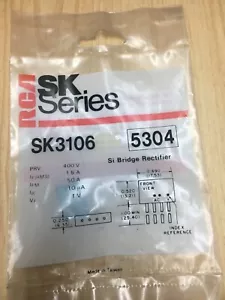 RCA
SK
Series
SK3106 5304
Si Bridge Rectifier
PRV 400 V
1.5 A
50A
10 µA
1 V
FRONT
VIEW
INDEX
REFERENCE
Made in Taiwan